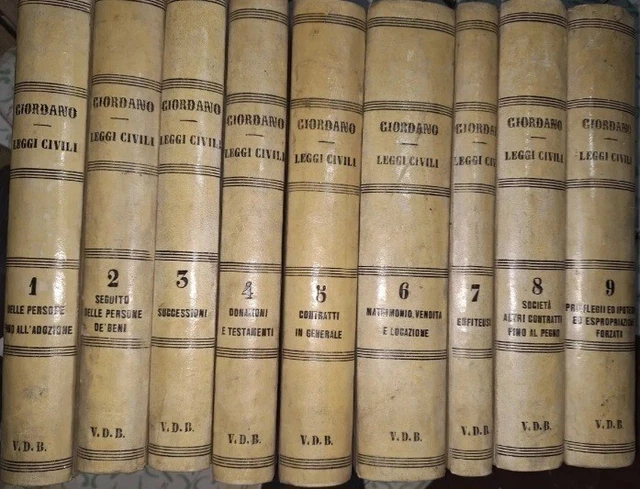 GIORDANO
LEGGI CIVILI
1
DELLE PERSONE
FINO ALL'ADOZIONE
GIORDANO
LEGGI CIVILI
2
SEGUITO
DELLE PERSONE
DE' BENI
V. D. B.
GIORDANO
LEGGI CIVILI
3
SUCCESSIONI
V. D. B.
GIORDANO
LEGGI CIVILI
4
DONAZIONI
E TESTAMENTI
V. D. B.
GIORDANO
LEGGI CIVILI
5
CONTRATTI
IN GENERALE
V. D. B.
GIORDANO
LEGGI CIVILI
6
MATRIMONIO, VENDITA
E LOCAZIONE
V. D. B.
GIORDANO
LEGGI CIVILI
7
ENFITEUSI
V. D. B.
GIORDANO
LEGGI CIVILI
8
SOCIETÀ
ALTRI CONTRATTI
FINO AL PEGNO
V. D. B.
GIORDANO
LEGGI CIVILI
9
PRIVILEGII ED IPOTECHE
ED ESPROPRIAZIONE
FORZATA
V. D. B.
V. D. B.